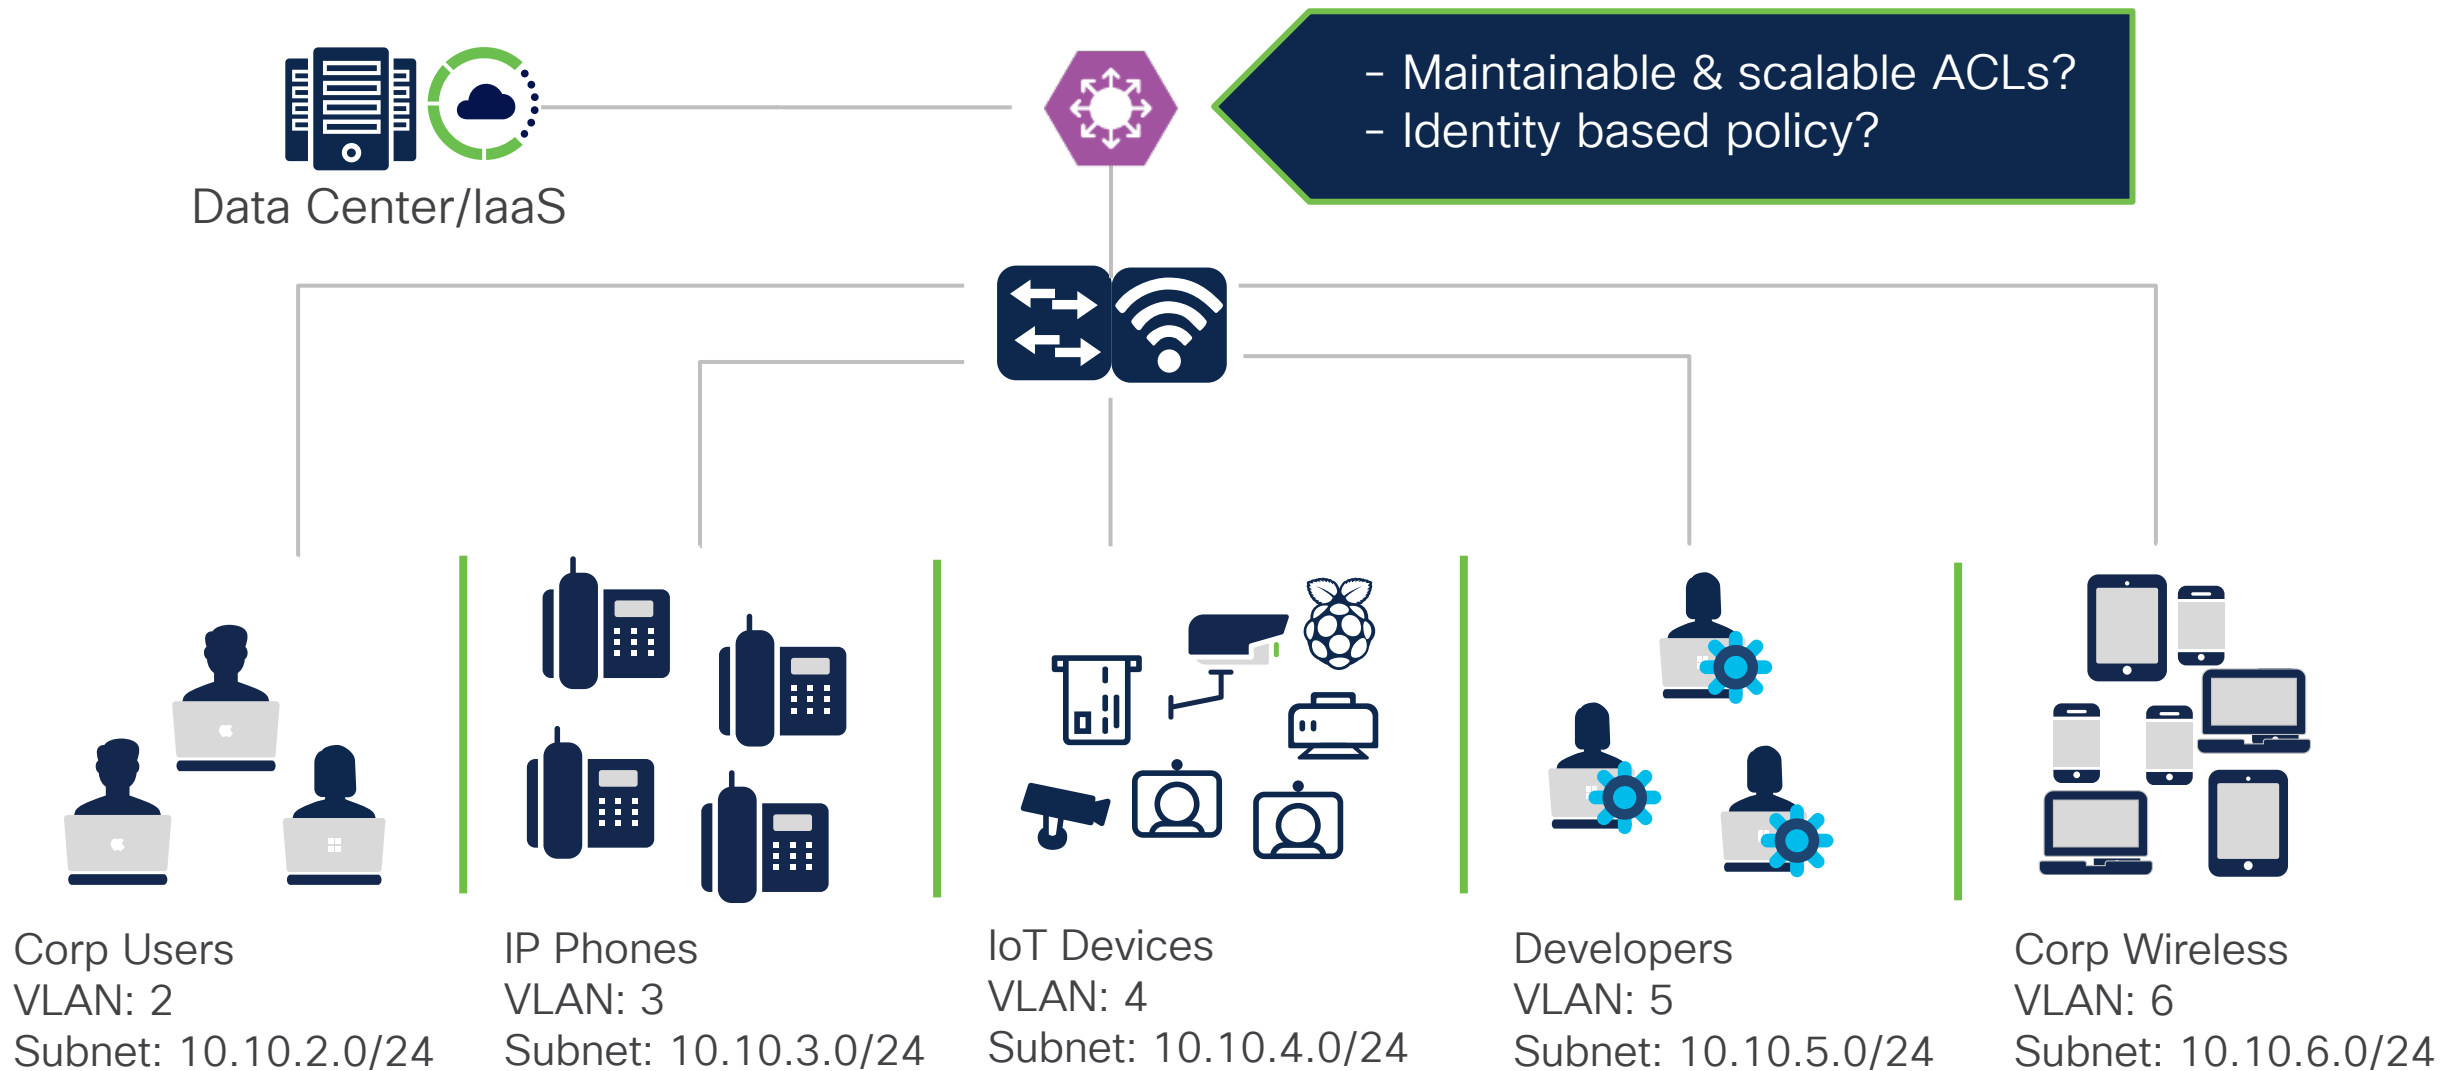 - Maintainable & scalable ACLs?
- Identity based policy?
Data Center/IaaS
Corp Users
VLAN: 2
Subnet: 10.10.2.0/24
IP Phones
VLAN: 3
Subnet: 10.10.3.0/24
IoT Devices
VLAN: 4
Subnet: 10.10.4.0/24
Developers
VLAN: 5
Subnet: 10.10.5.0/24
Corp Wireless
VLAN: 6
Subnet: 10.10.6.0/24